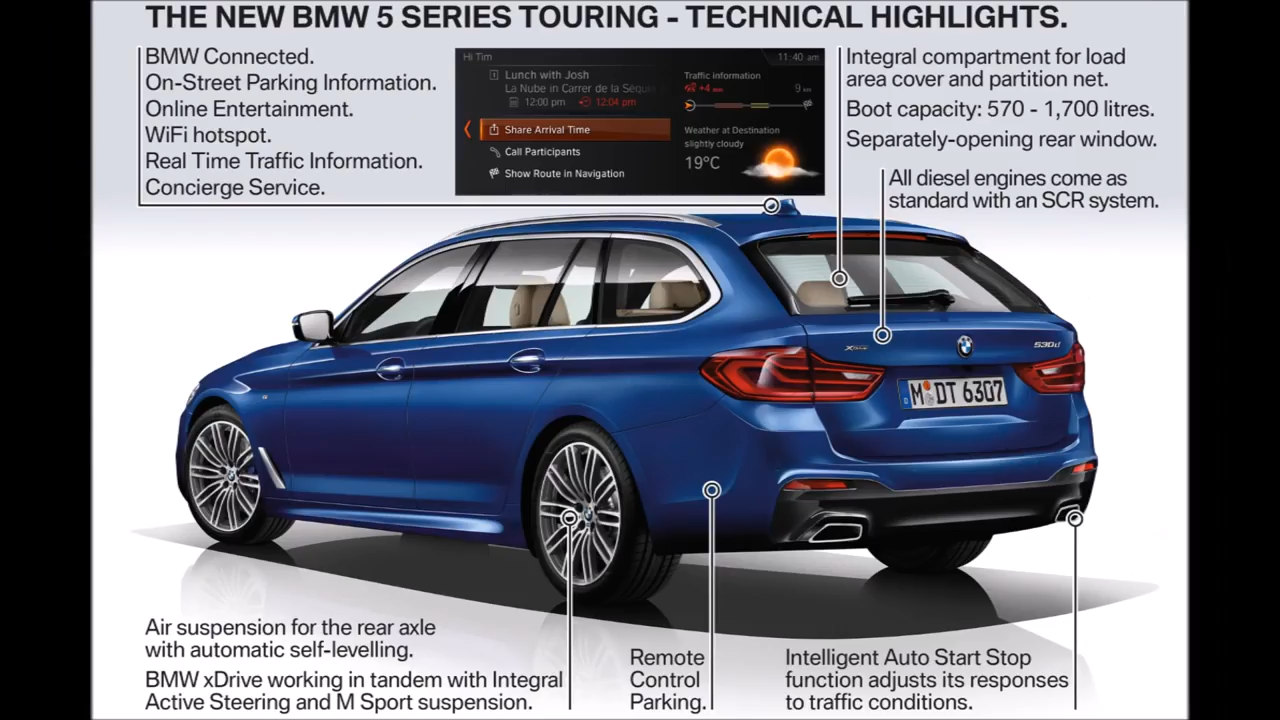 THE NEW BMW 5 SERIES TOURING - TECHNICAL HIGHLIGHTS.
BMW Connected.
On-Street Parking Information.
Online Entertainment.
WiFi hotspot.
Real Time Traffic Information.
Concierge Service.
Hi Tim
11:40 am
Lunch with Josh
La Nube in Carrer de la Séquia
12:00 pm
12:04 pm
Share Arrival Time
Call Participants
Show Route in Navigation
Traffic information
+4 min
9 km
Weather at Destination
slightly cloudy
19°C
Integral compartment for load
area cover and partition net.
Boot capacity: 570 - 1,700 litres.
Separately-opening rear window.
All diesel engines come as
standard with an SCR system.
xDrive
530d
M DT 6307
Air suspension for the rear axle
with automatic self-levelling.
BMW xDrive working in tandem with Integral
Active Steering and M Sport suspension.
Remote
Control
Parking.
Intelligent Auto Start Stop
function adjusts its responses
to traffic conditions.